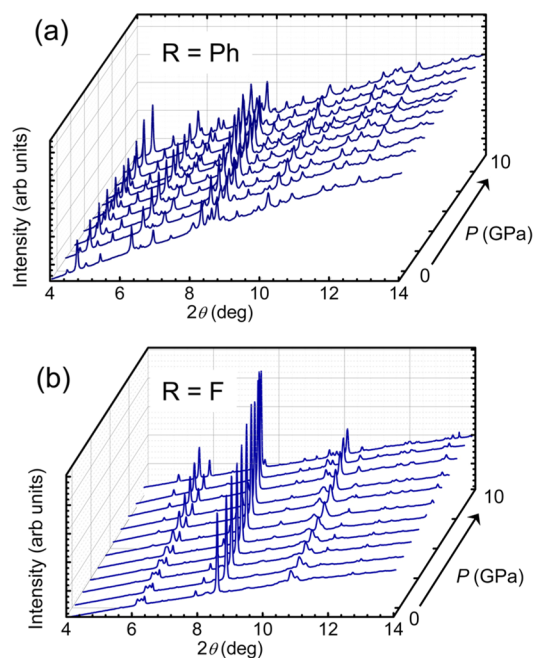 (a)
R = Ph
Intensity (arb units)
10
P (GPa)
0
4 6 8 10 12 14
2θ (deg)
(b)
R = F
Intensity (arb units)
10
P (GPa)
0
4 6 8 10 12 14
2θ (deg)